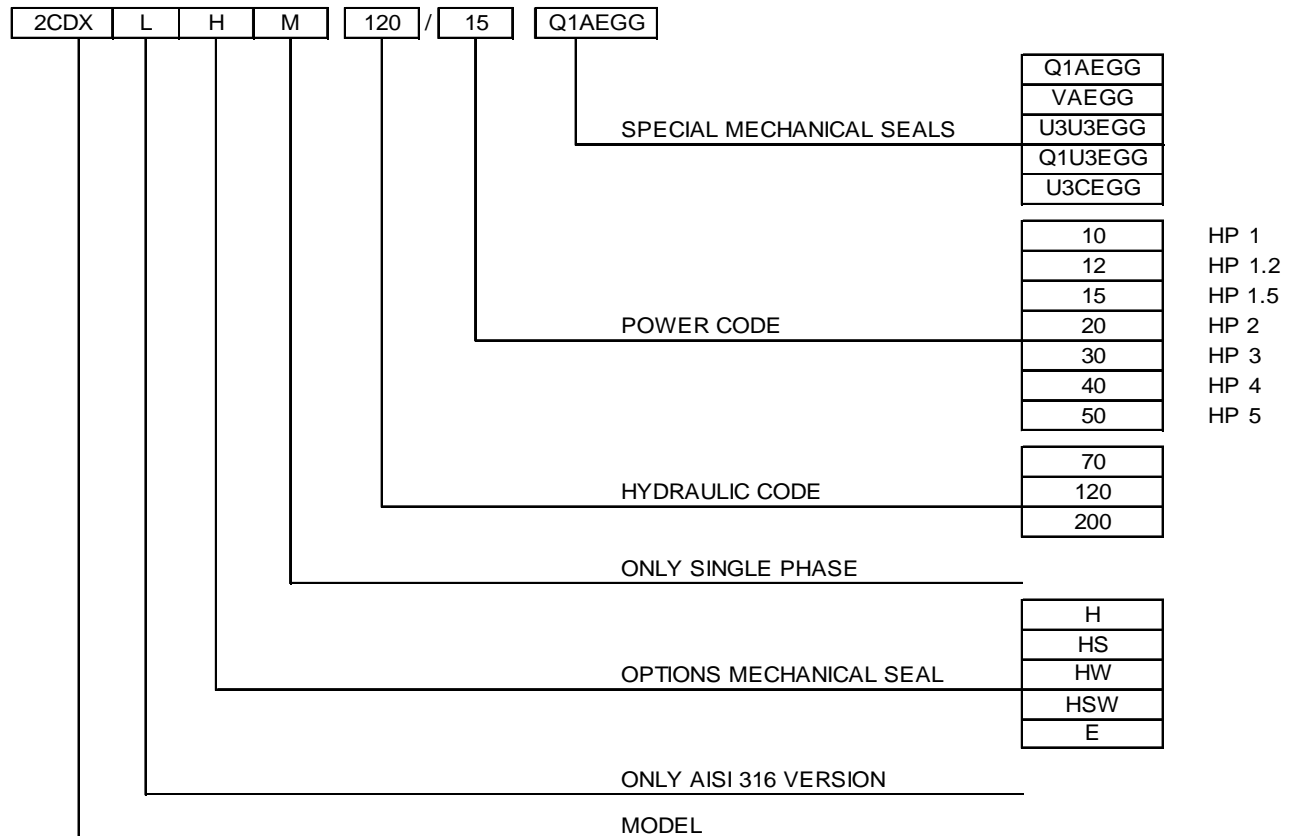 2CDX L H M 120 / 15 Q1AEGG
Q1AEGG
VAEGG
SPECIAL MECHANICAL SEALS U3U3EGG
Q1U3EGG
U3CEGG
10 HP 1
12 HP 1.2
15 HP 1.5
POWER CODE 20 HP 2
30 HP 3
40 HP 4
50 HP 5
70
HYDRAULIC CODE 120
200
ONLY SINGLE PHASE
H
HS
OPTIONS MECHANICAL SEAL HW
HSW
E
ONLY AISI 316 VERSION
MODEL